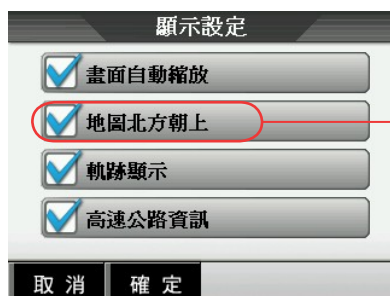 顯示設定
畫面自動縮放
地圖北方朝上
軌跡顯示
高速公路資訊
取消 確定